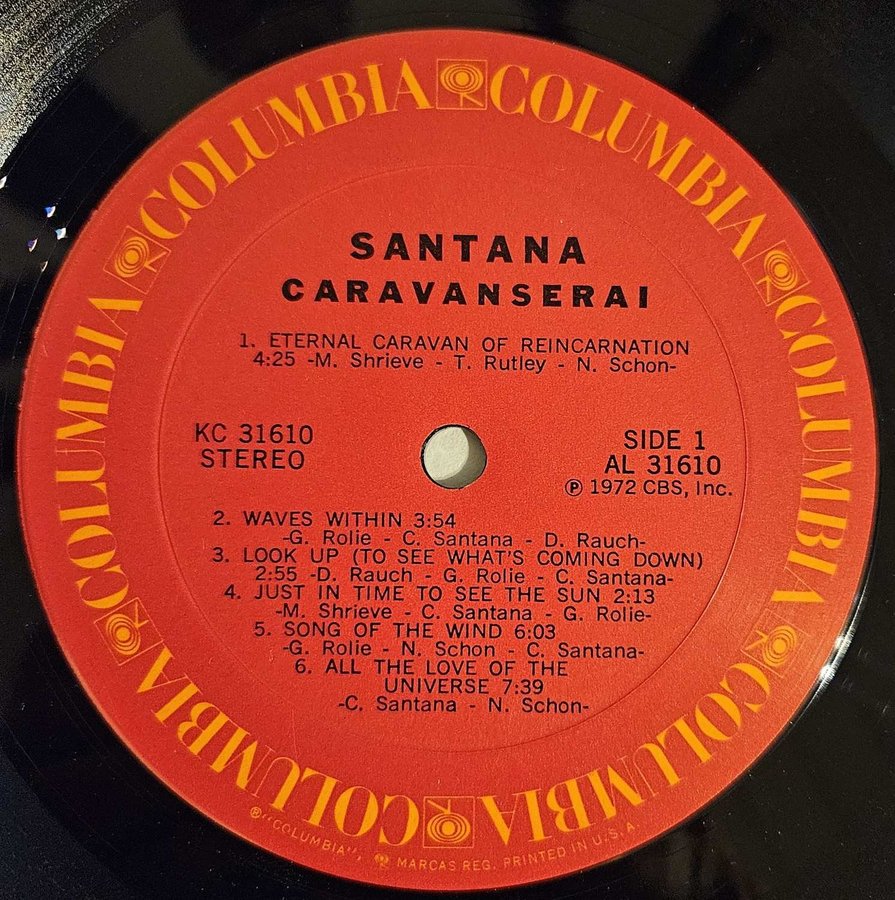 COLUMBIA COLUMBIA COLUMBIA COLUMBIA COLUMBIA COLUMBIA COLUMBIA COLUMBIA
SANTANA
CARAVANSERAI
1. ETERNAL CARAVAN OF REINCARNATION
4:25 -M. Shrieve - T. Rutley - N. Schon-
KC 31610
STEREO
SIDE 1
AL 31610
℗ 1972 CBS, Inc.
2. WAVES WITHIN 3:54
-G. Rolie - C. Santana - D. Rauch-
3. LOOK UP (TO SEE WHAT'S COMING DOWN)
2:55 -D. Rauch - G. Rolie - C. Santana-
4. JUST IN TIME TO SEE THE SUN 2:13
-M. Shrieve - C. Santana - G. Rolie-
5. SONG OF THE WIND 6:03
-G. Rolie - N. Schon - C. Santana-
6. ALL THE LOVE OF THE
UNIVERSE 7:39
-C. Santana - N. Schon-
®"COLUMBIA", MARCAS REG. PRINTED IN U.S.A